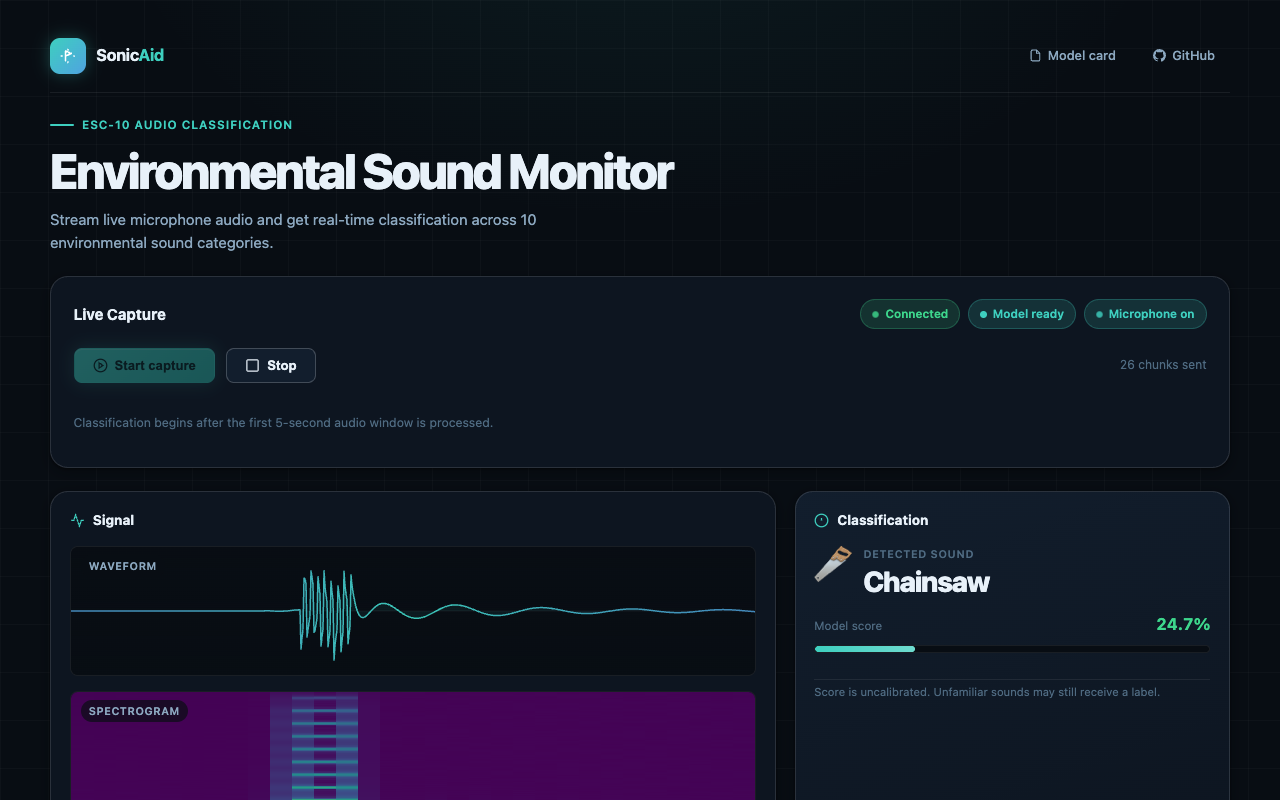 SonicAid
Model card
GitHub
ESC-10 AUDIO CLASSIFICATION
Environmental Sound Monitor
Stream live microphone audio and get real-time classification across 10
environmental sound categories.
Live Capture
Connected
Model ready
Microphone on
Start capture
Stop
26 chunks sent
Classification begins after the first 5-second audio window is processed.
Signal
WAVEFORM
SPECTROGRAM
Classification
DETECTED SOUND
Chainsaw
Model score
24.7%
Score is uncalibrated. Unfamiliar sounds may still receive a label.